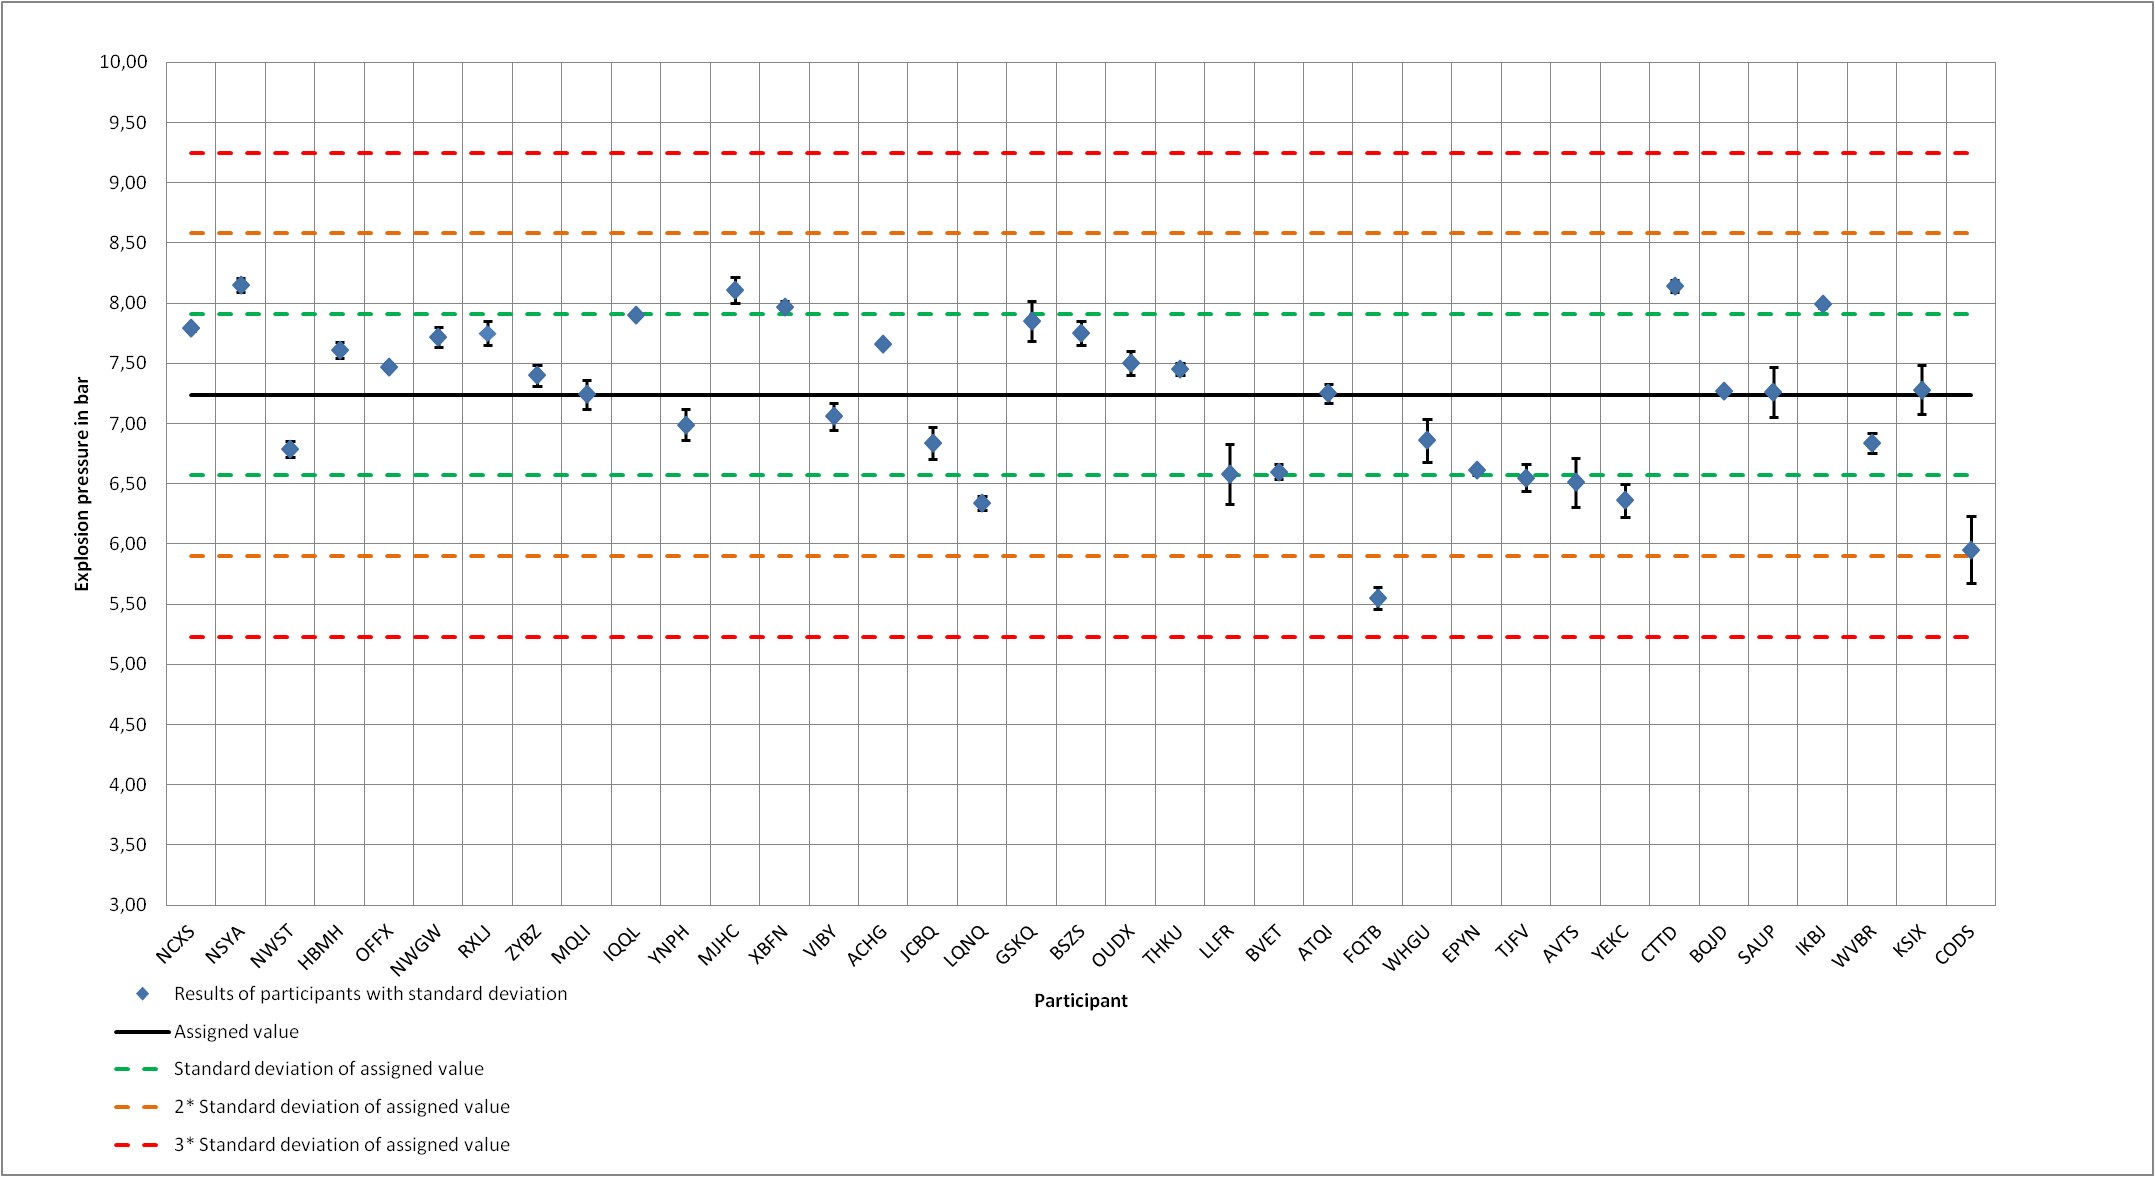 10,00
9,50
9,00
8,50
8,00
7,50
7,00
6,50
6,00
5,50
5,00
4,50
4,00
3,50
3,00
Explosion pressure in bar
NCXS
NSYA
NWST
HBMH
OFFX
NWGW
RXLJ
ZYBZ
MQLI
IQQL
YNPH
MJHC
XBFN
VIBY
ACHG
JCBQ
LQNQ
GSKQ
BSZS
OUDX
THKU
LLFR
BVET
ATQI
FQTB
WHGU
EPYN
TJFV
AVTS
YEKC
CTTD
BQJD
SAUP
IKBJ
WVBR
KSIX
CODS
Participant
Results of participants with standard deviation
Assigned value
Standard deviation of assigned value
2* Standard deviation of assigned value
3* Standard deviation of assigned value